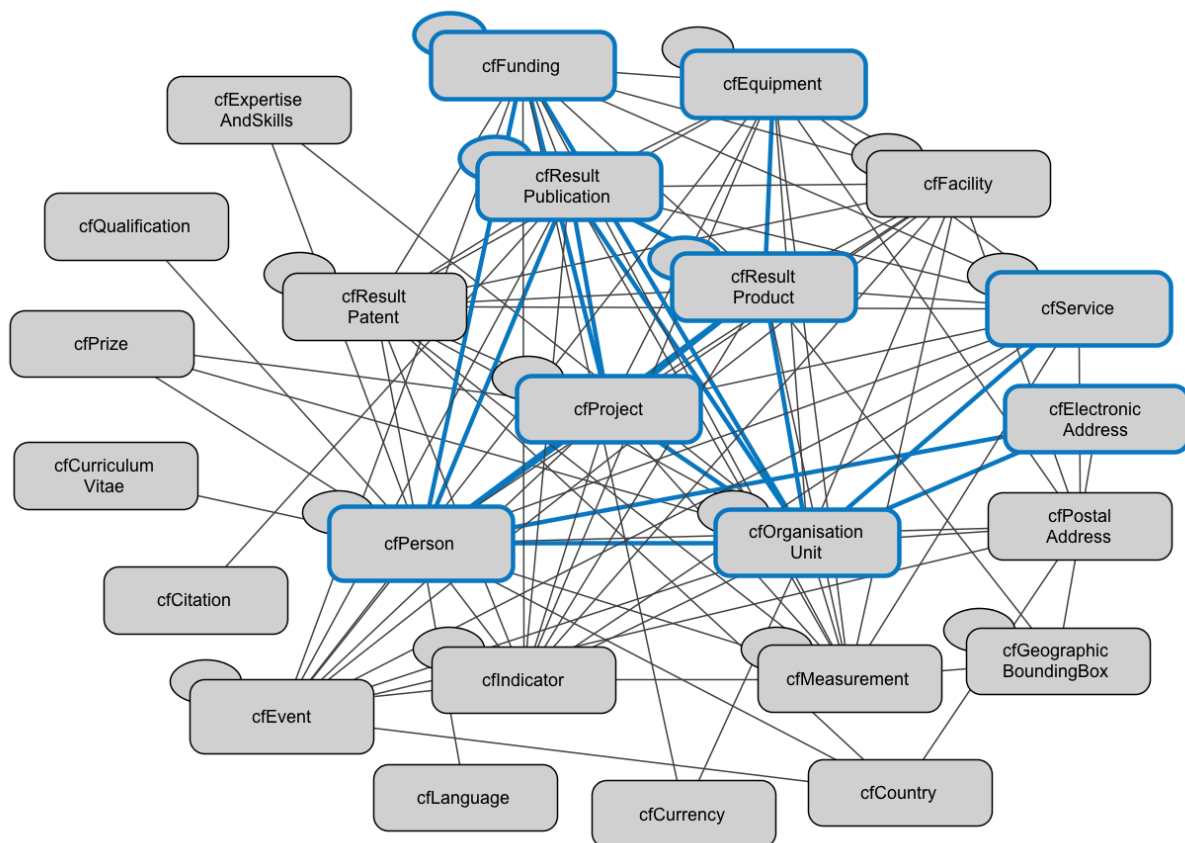 cfFunding
cfEquipment
cfExpertise
AndSkills
cfResult
Publication
cfFacility
cfQualification
cfResult
Patent
cfResult
Product
cfService
cfPrize
cfProject
cfElectronic
Address
cfCurriculum
Vitae
cfPerson
cfOrganisation
Unit
cfPostal
Address
cfCitation
cfIndicator
cfMeasurement
cfGeographic
BoundingBox
cfEvent
cfLanguage
cfCurrency
cfCountry